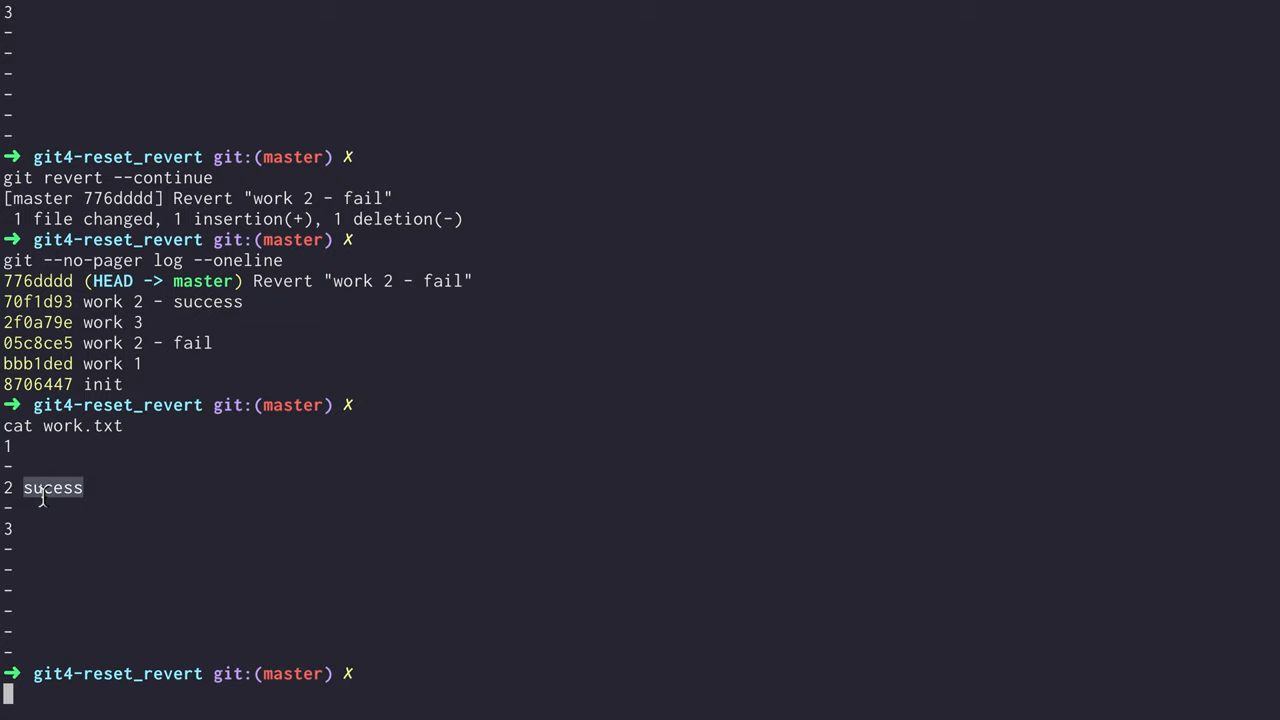 3
-
-
-
-
-
-
➜ git4-reset_revert git:(master) ✗
git revert --continue
[master 776dddd] Revert "work 2 - fail"
1 file changed, 1 insertion(+), 1 deletion(-)
➜ git4-reset_revert git:(master) ✗
git --no-pager log --oneline
776dddd (HEAD -> master) Revert "work 2 - fail"
70f1d93 work 2 - success
2f0a79e work 3
05c8ce5 work 2 - fail
bbb1ded work 1
8706447 init
➜ git4-reset_revert git:(master) ✗
cat work.txt
1
-
2 sucess
-
3
-
-
-
-
-
-
➜ git4-reset_revert git:(master) ✗